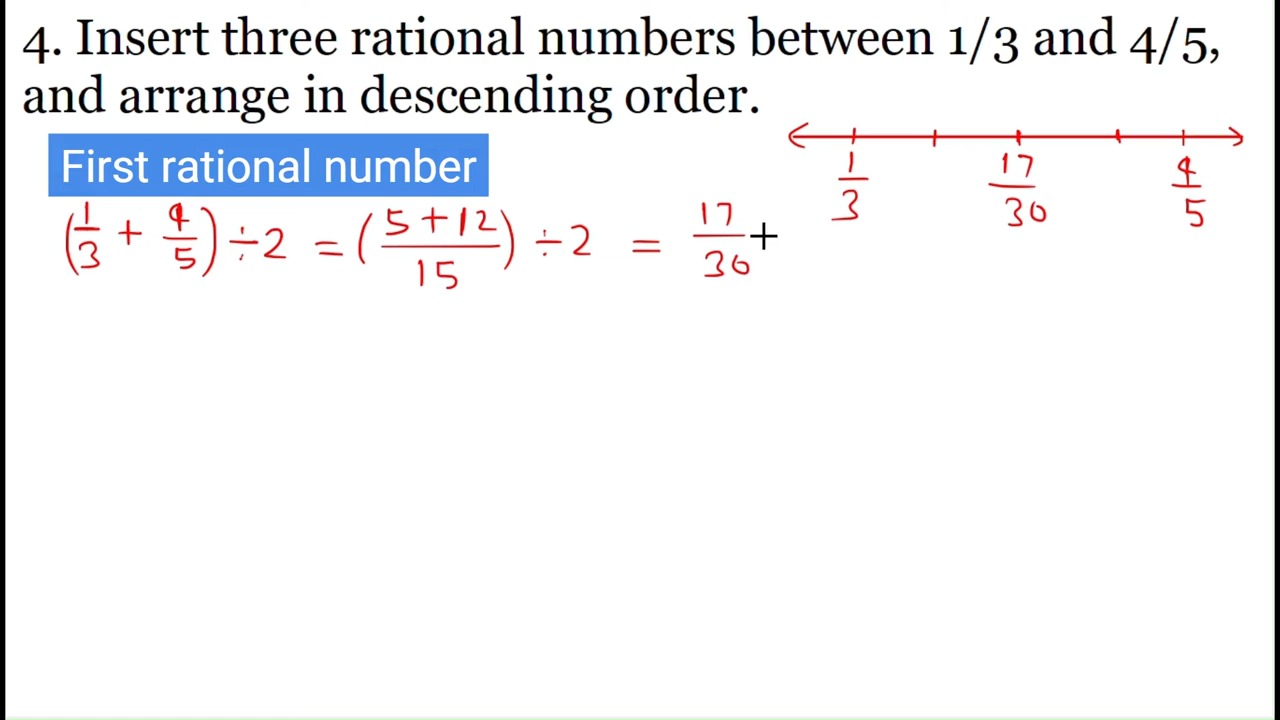 4. Insert three rational numbers between 1/3 and 4/5,
and arrange in descending order.
First rational number
1/3 17/30 4/5
(1/3 + 4/5) ÷ 2 = (5 + 12 / 15) ÷ 2 = 17/30